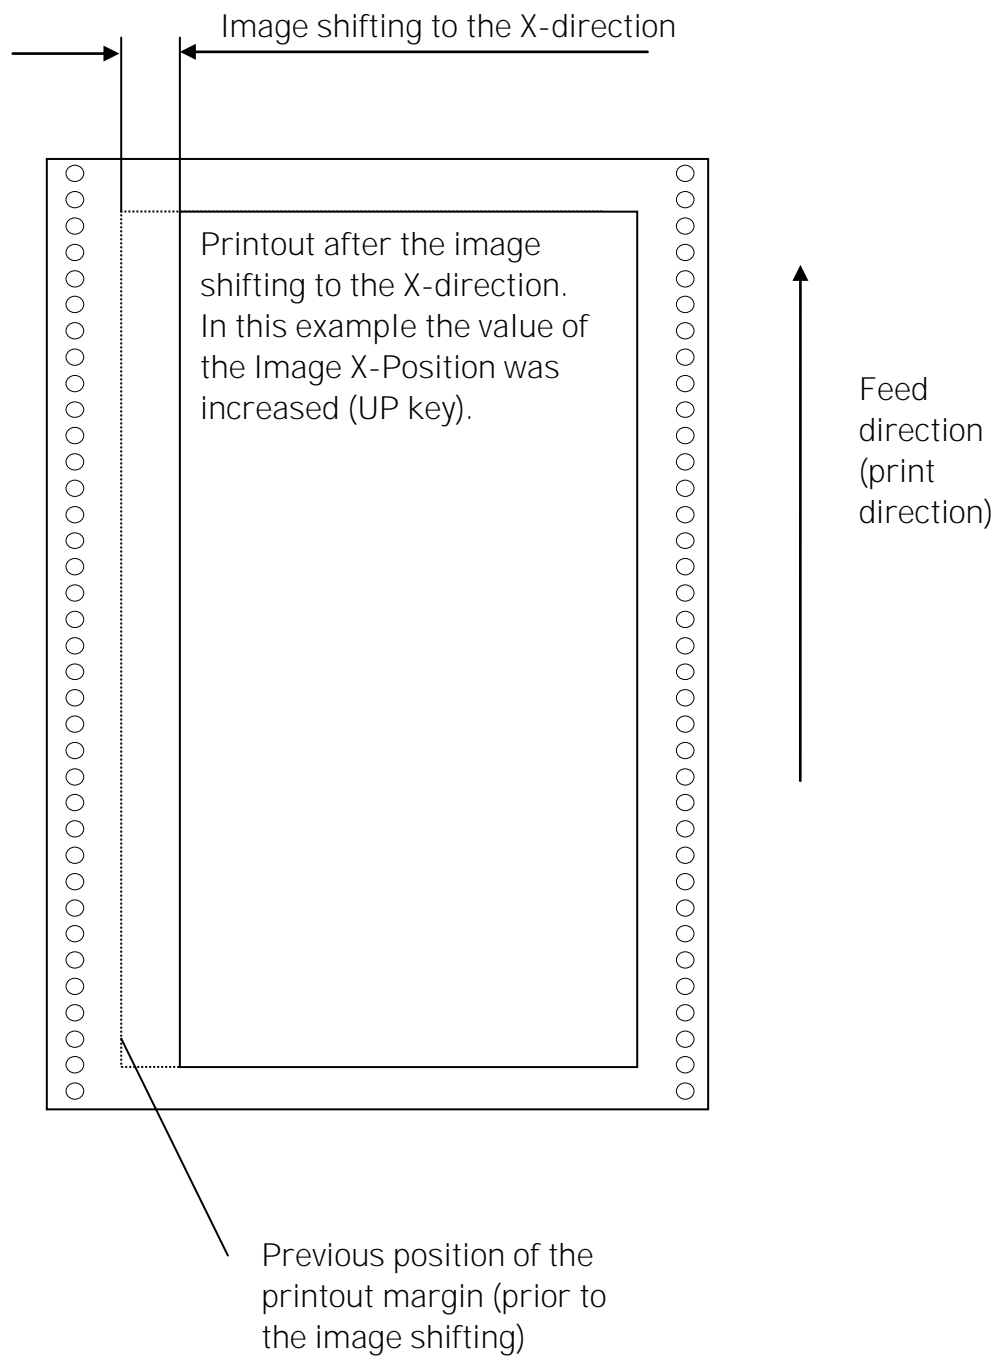 Image shifting to the X-direction
Printout after the image
shifting to the X-direction.
In this example the value of
the Image X-Position was
increased (UP key).
Feed
direction
(print
direction)
Previous position of the
printout margin (prior to
the image shifting)